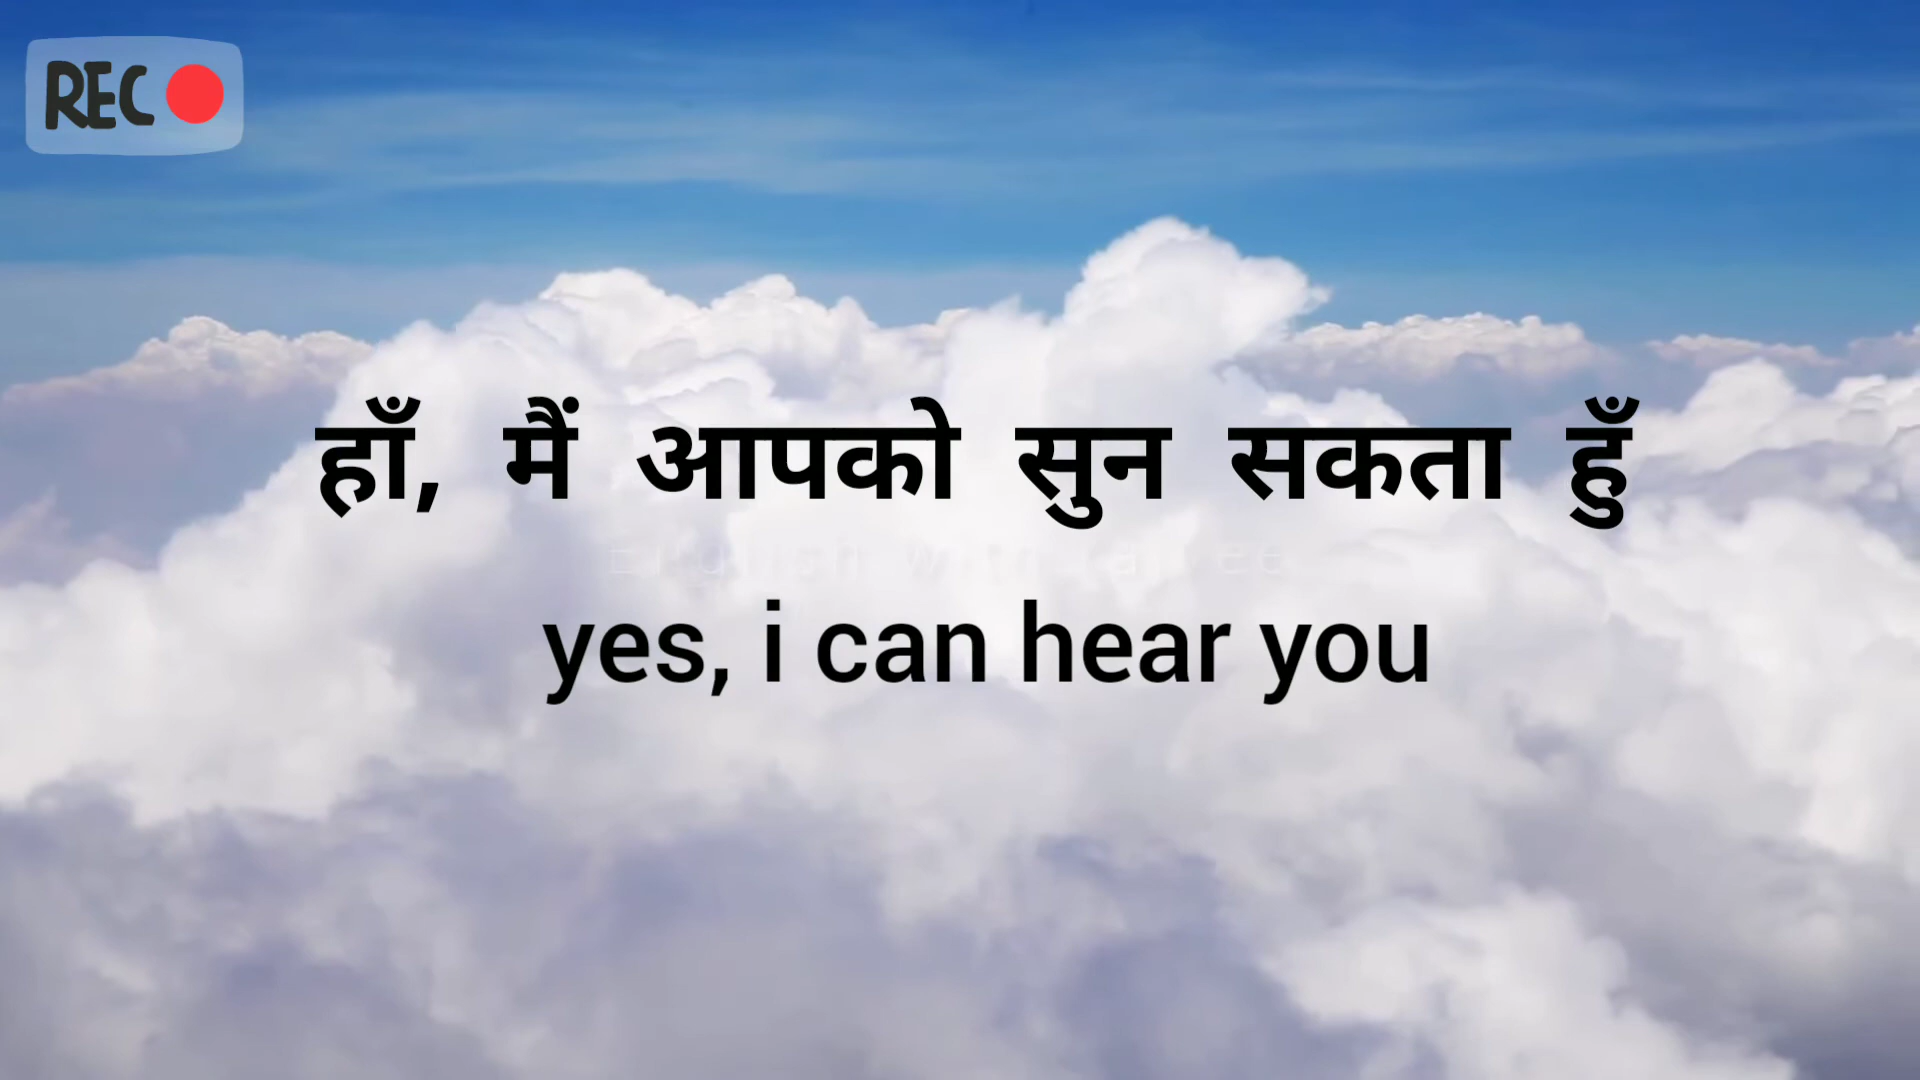 REC
हाँ, मैं आपको सुन सकता हुँ
yes, i can hear you